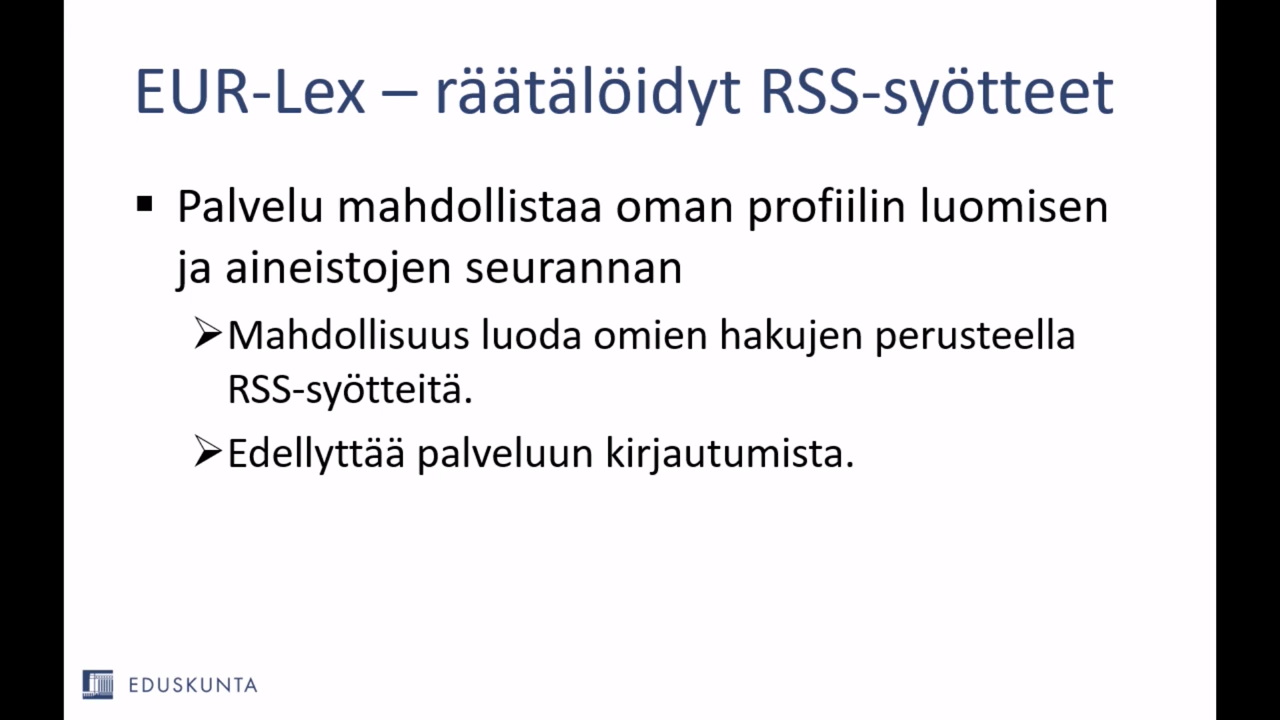 EUR-Lex – räätälöidyt RSS-syötteet
▪ Palvelu mahdollistaa oman profiilin luomisen
ja aineistojen seurannan
➢Mahdollisuus luoda omien hakujen perusteella
RSS-syötteitä.
➢Edellyttää palveluun kirjautumista.
EDUSKUNTA